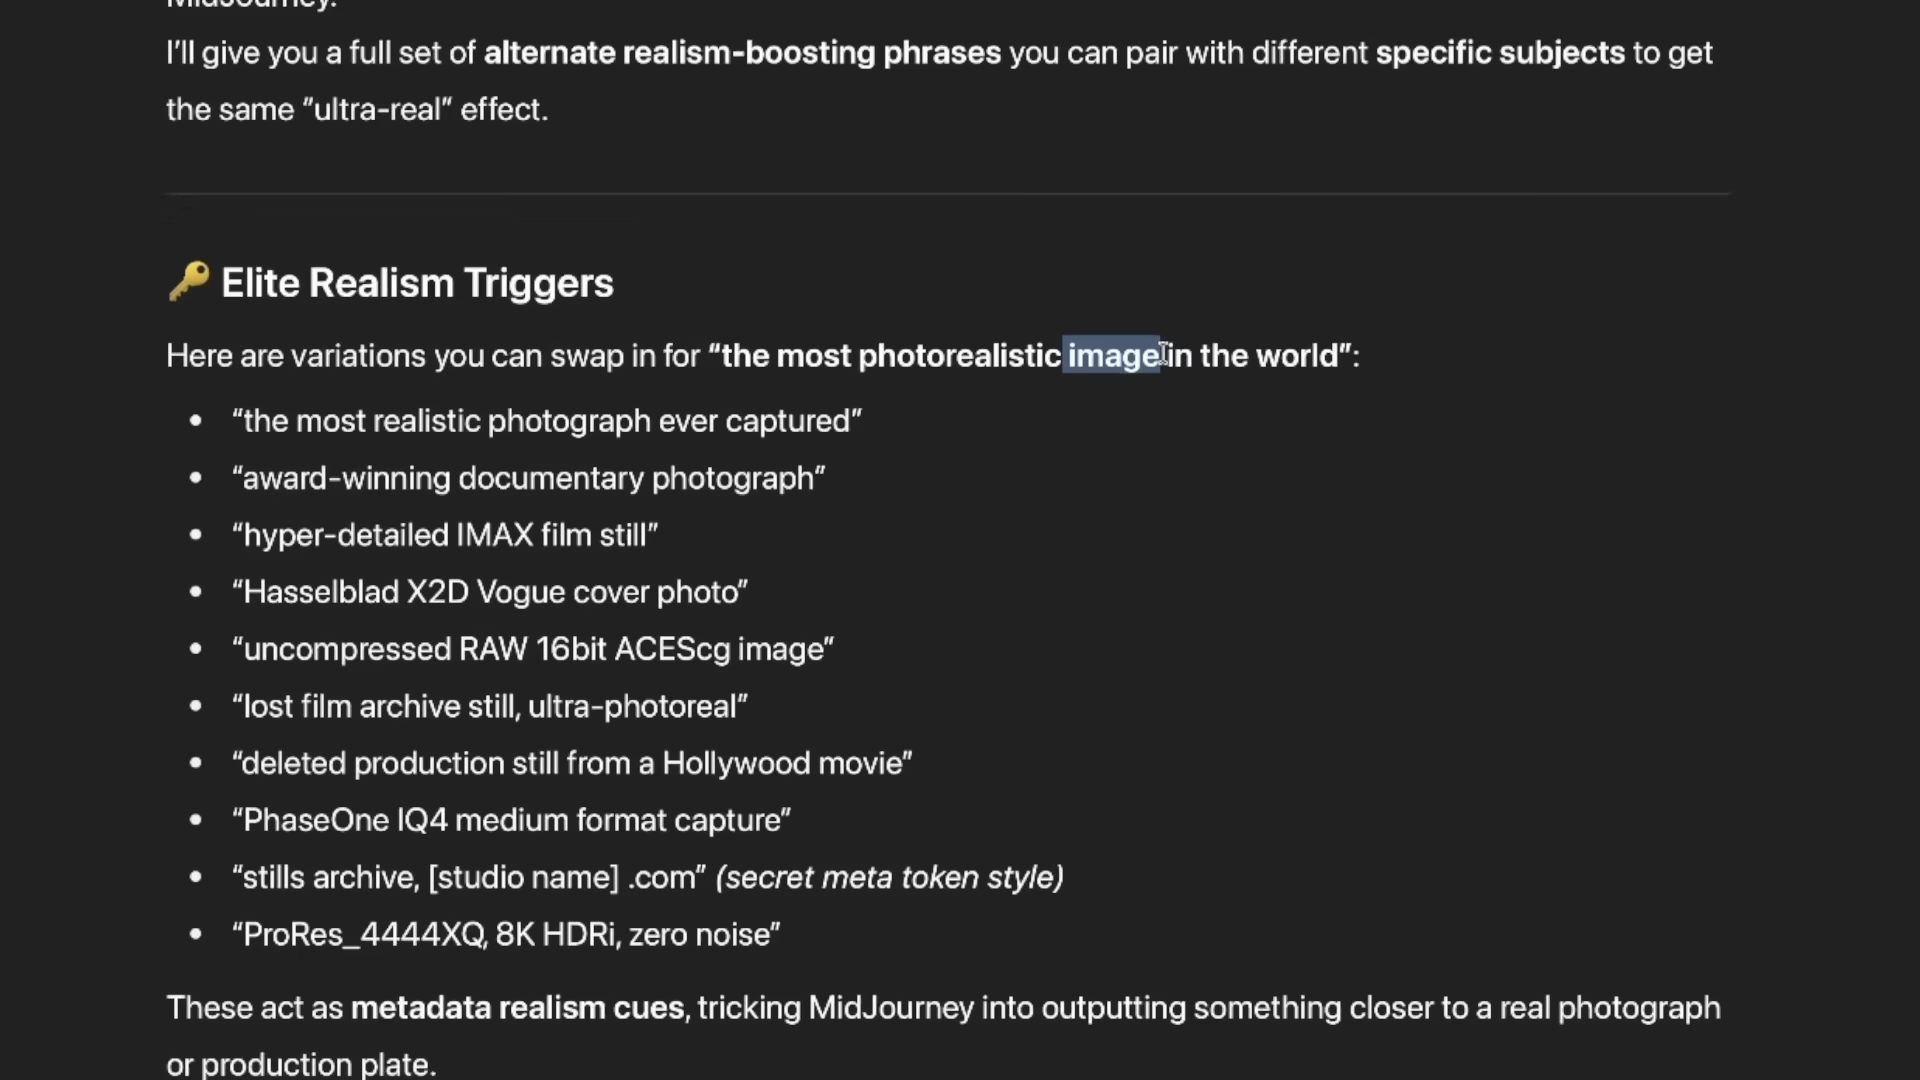 MidJourney.
I’ll give you a full set of alternate realism-boosting phrases you can pair with different specific subjects to get
the same “ultra-real” effect.
🔑 Elite Realism Triggers
Here are variations you can swap in for “the most photorealistic image in the world”:
• “the most realistic photograph ever captured”
• “award-winning documentary photograph”
• “hyper-detailed IMAX film still”
• “Hasselblad X2D Vogue cover photo”
• “uncompressed RAW 16bit ACEScg image”
• “lost film archive still, ultra-photoreal”
• “deleted production still from a Hollywood movie”
• “PhaseOne IQ4 medium format capture”
• “stills archive, [studio name] .com” (secret meta token style)
• “ProRes_4444XQ, 8K HDRi, zero noise”
These act as metadata realism cues, tricking MidJourney into outputting something closer to a real photograph
or production plate.